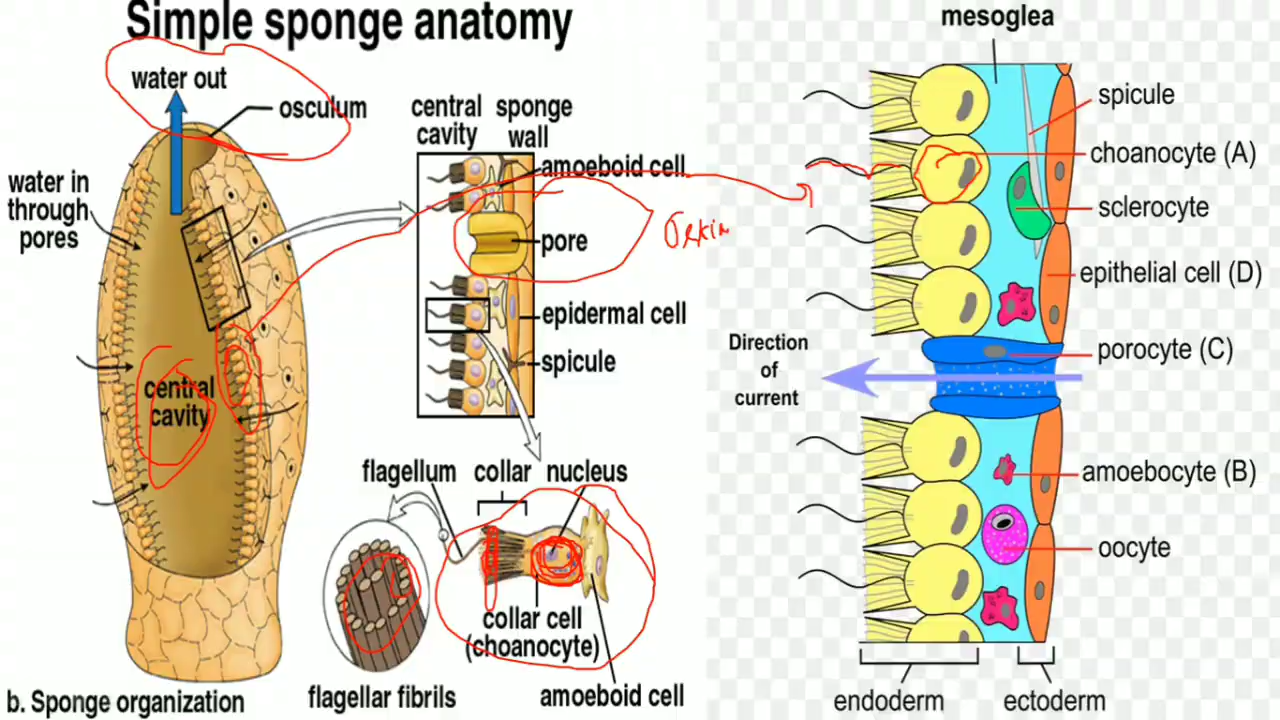 Simple sponge anatomy
water out
osculum
water in
through
pores
central
cavity
b. Sponge organization
central
cavity
sponge
wall
amoeboid cell
pore
epidermal cell
spicule
flagellum
collar
nucleus
collar cell
(choanocyte)
flagellar fibrils
amoeboid cell
mesoglea
spicule
choanocyte (A)
sclerocyte
epithelial cell (D)
Direction
of
current
porocyte (C)
amoebocyte (B)
oocyte
endoderm
ectoderm